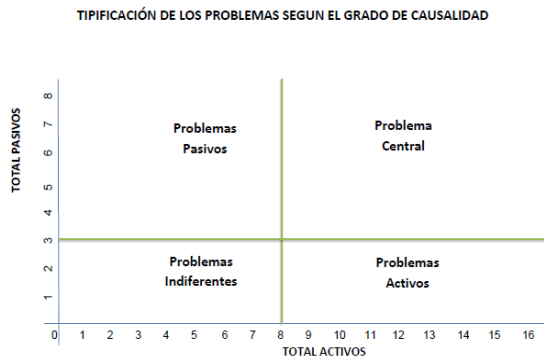 TIPIFICACIÓN DE LOS PROBLEMAS SEGUN EL GRADO DE CAUSALIDAD
TOTAL PASIVOS
8
7
6
5
4
3
2
1
Problemas
Pasivos
Problema
Central
Problemas
Indiferentes
Problemas
Activos
0 1 2 3 4 5 6 7 8 9 10 11 12 13 14 15 16
TOTAL ACTIVOS